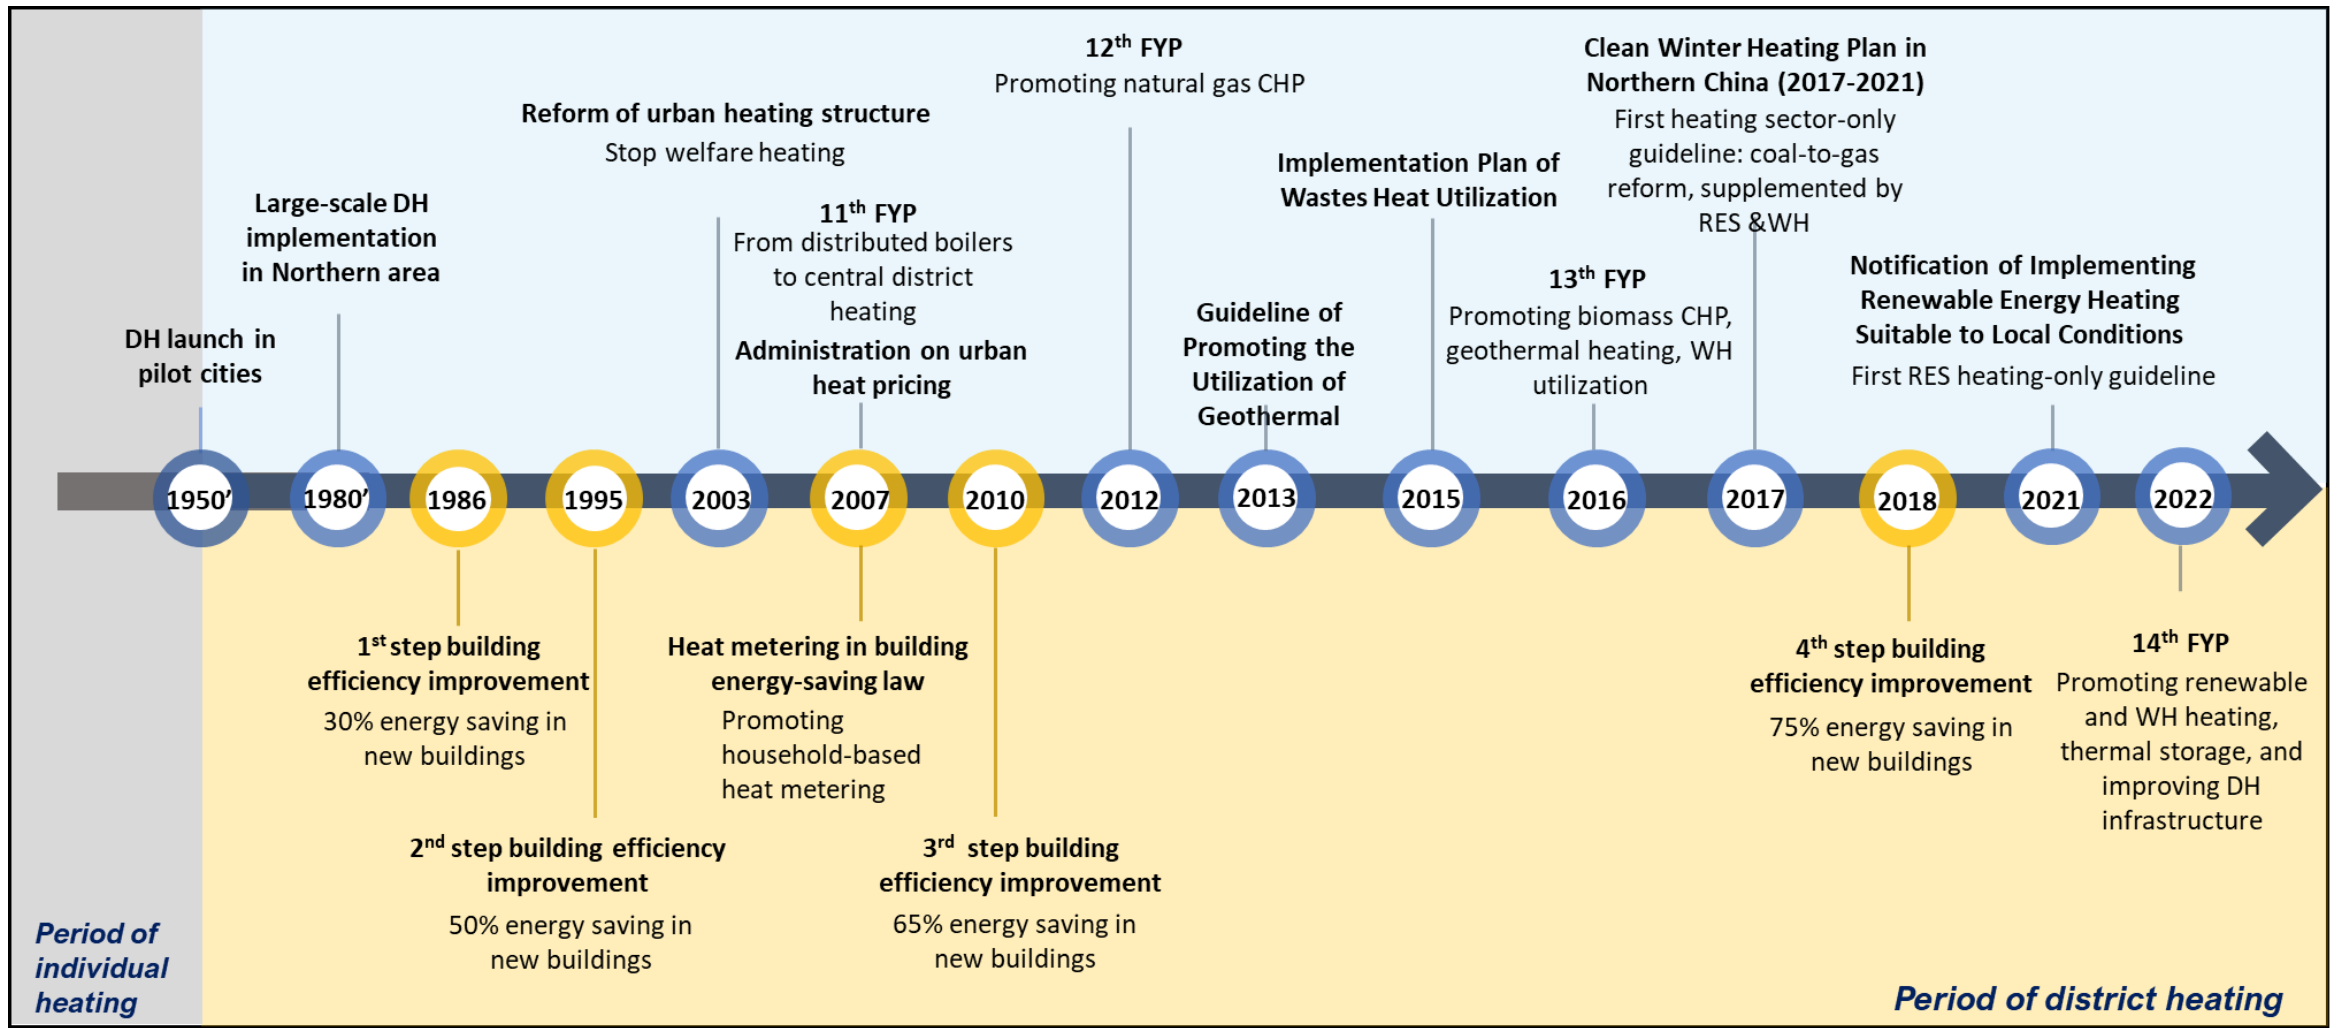 DH launch in
pilot cities
Large-scale DH
implementation
in Northern area
Reform of urban heating structure
Stop welfare heating
11th FYP
From distributed boilers
to central district
heating
Administration on urban
heat pricing
12th FYP
Promoting natural gas CHP
Guideline of
Promoting the
Utilization of
Geothermal
Implementation Plan of
Wastes Heat Utilization
13th FYP
Promoting biomass CHP,
geothermal heating, WH
utilization
Clean Winter Heating Plan in
Northern China (2017-2021)
First heating sector-only
guideline: coal-to-gas
reform, supplemented by
RES &WH
Notification of Implementing
Renewable Energy Heating
Suitable to Local Conditions
First RES heating-only guideline
1950’
1980’
1986
1995
2003
2007
2010
2012
2013
2015
2016
2017
2018
2021
2022
1st step building
efficiency improvement
30% energy saving in
new buildings
2nd step building efficiency
improvement
50% energy saving in
new buildings
Heat metering in building
energy-saving law
Promoting
household-based
heat metering
3rd step building
efficiency improvement
65% energy saving in
new buildings
4th step building
efficiency improvement
75% energy saving in
new buildings
14th FYP
Promoting renewable
and WH heating,
thermal storage, and
improving DH
infrastructure
Period of
individual
heating
Period of district heating